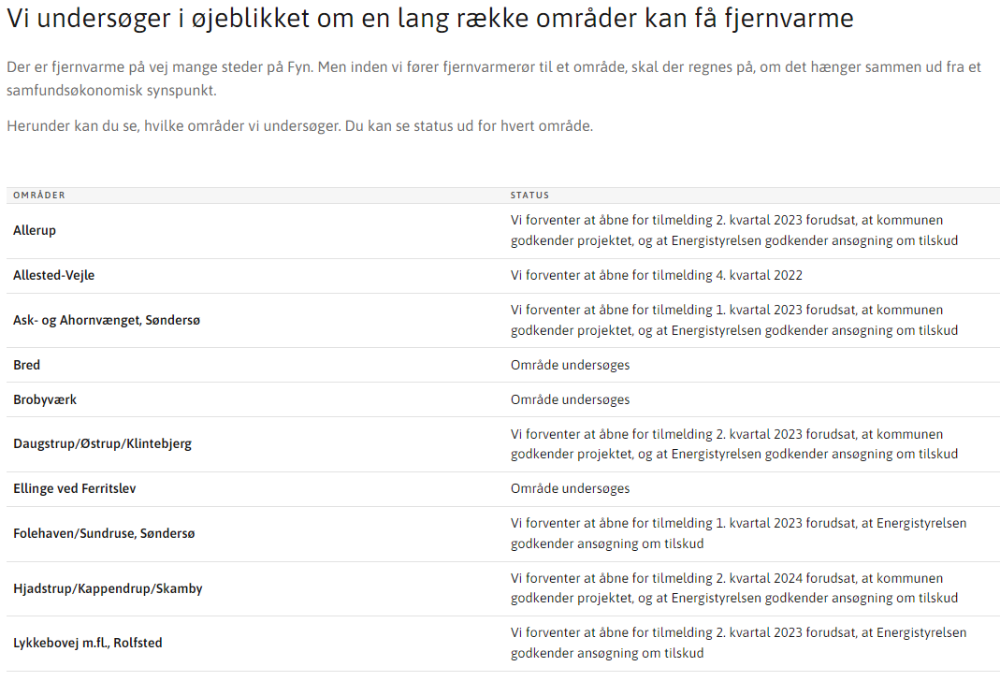 Vi undersøger i øjeblikket om en lang række områder kan få fjernvarme
Der er fjernvarme på vej mange steder på Fyn. Men inden vi fører fjernvarmerør til et område, skal der regnes på, om det hænger sammen ud fra et
samfundsøkonomisk synspunkt.
Herunder kan du se, hvilke områder vi undersøger. Du kan se status ud for hvert område.
OMRÅDER STATUS
Allerup
Vi forventer at åbne for tilmelding 2. kvartal 2023 forudsat, at kommunen
godkender projektet, og at Energistyrelsen godkender ansøgning om tilskud
Allested-Vejle Vi forventer at åbne for tilmelding 4. kvartal 2022
Ask- og Ahornvænget, Søndersø
Vi forventer at åbne for tilmelding 1. kvartal 2023 forudsat, at kommunen
godkender projektet, og at Energistyrelsen godkender ansøgning om tilskud
Bred Område undersøges
Brobyværk Område undersøges
Daugstrup/Østrup/Klintebjerg
Vi forventer at åbne for tilmelding 2. kvartal 2023 forudsat, at kommunen
godkender projektet, og at Energistyrelsen godkender ansøgning om tilskud
Ellinge ved Ferritslev Område undersøges
Folehaven/Sundruse, Søndersø
Vi forventer at åbne for tilmelding 1. kvartal 2023 forudsat, at Energistyrelsen
godkender ansøgning om tilskud
Hjadstrup/Kappendrup/Skamby
Vi forventer at åbne for tilmelding 2. kvartal 2024 forudsat, at kommunen
godkender projektet, og at Energistyrelsen godkender ansøgning om tilskud
Lykkebovej m.fl., Rolfsted
Vi forventer at åbne for tilmelding 2. kvartal 2023 forudsat, at Energistyrelsen
godkender ansøgning om tilskud